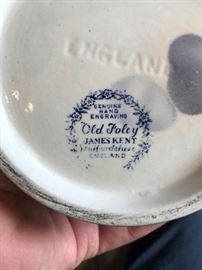 ENGLAND
GENUINE
HAND
ENGRAVING
"Old Foley"
JAMES KENT
Staffordshire
ENGLAND